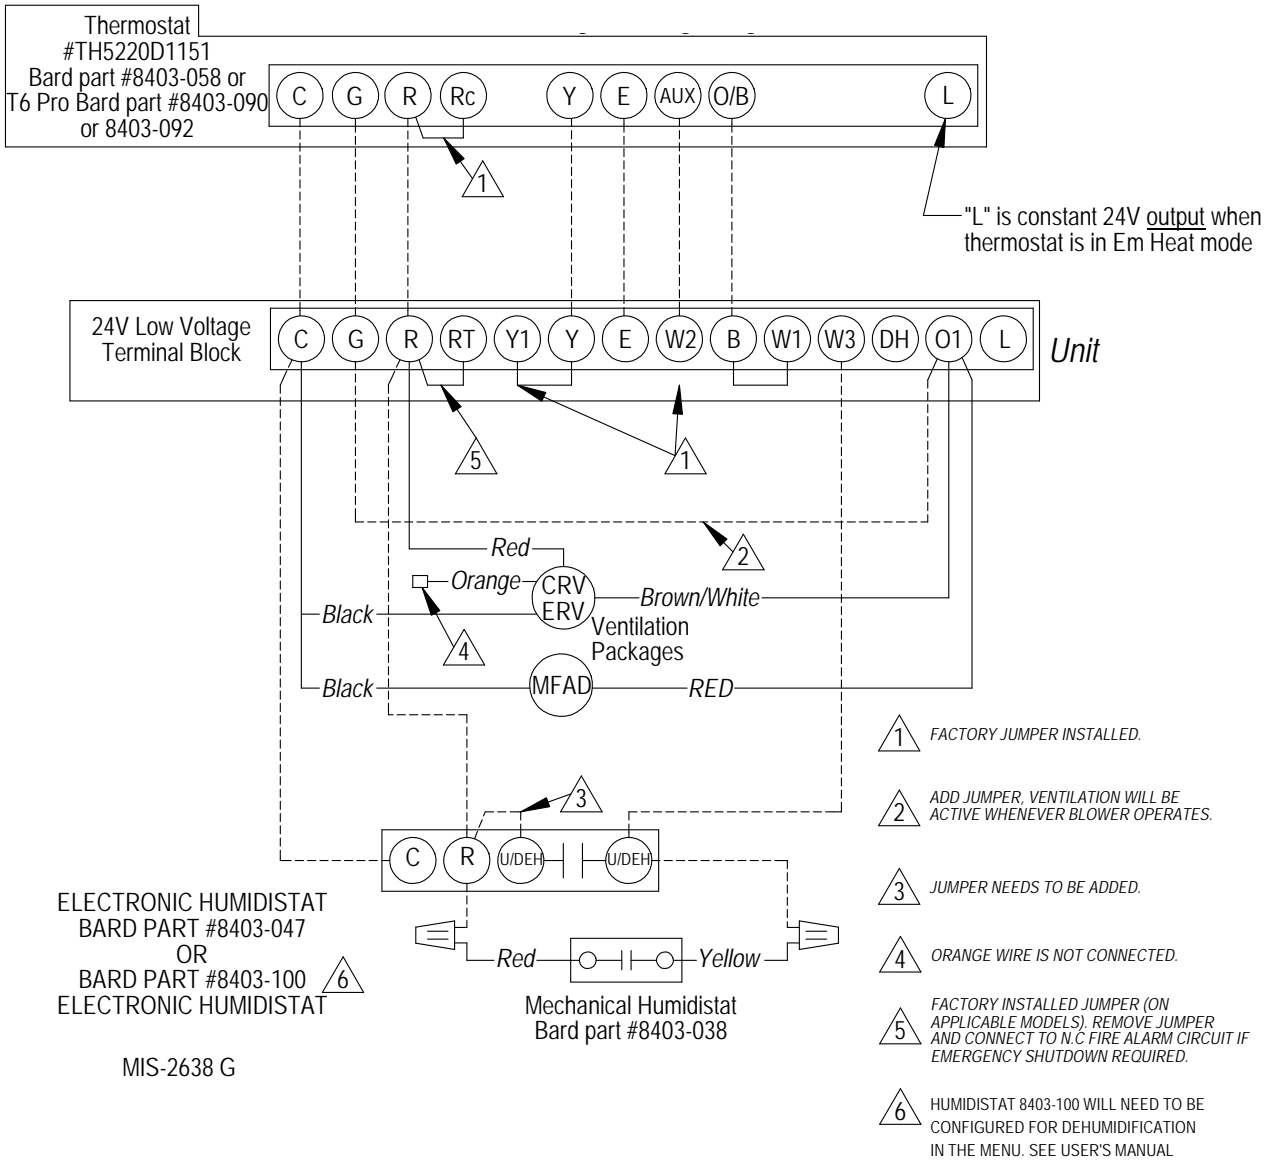 Thermostat
#TH5220D1151
Bard part #8403-058 or
T6 Pro Bard part #8403-090
or 8403-092
C G R Rc Y E AUX O/B L
1
"L" is constant 24V output when
thermostat is in Em Heat mode
24V Low Voltage
Terminal Block
C G R RT Y1 Y E W2 B W1 W3 DH O1 L
Unit
5
1
2
Red
Orange
CRV
ERV
Brown/White
Black
Ventilation
Packages
4
Black
MFAD
RED
3
C R U/DEH U/DEH
ELECTRONIC HUMIDISTAT
BARD PART #8403-047
OR
BARD PART #8403-100
ELECTRONIC HUMIDISTAT
6
Red
Yellow
Mechanical Humidistat
Bard part #8403-038
MIS-2638 G
1 FACTORY JUMPER INSTALLED.
2 ADD JUMPER, VENTILATION WILL BE
ACTIVE WHENEVER BLOWER OPERATES.
3 JUMPER NEEDS TO BE ADDED.
4 ORANGE WIRE IS NOT CONNECTED.
5 FACTORY INSTALLED JUMPER (ON
APPLICABLE MODELS). REMOVE JUMPER
AND CONNECT TO N.C FIRE ALARM CIRCUIT IF
EMERGENCY SHUTDOWN REQUIRED.
6 HUMIDISTAT 8403-100 WILL NEED TO BE
CONFIGURED FOR DEHUMIDIFICATION
IN THE MENU. SEE USER'S MANUAL